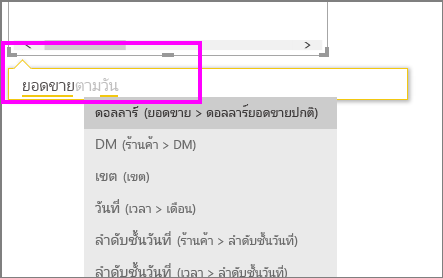 ยอดขายตามวัน
ดอลลาร์ (ยอดขาย > ดอลลาร์ยอดขายปกติ)
DM (ร้านค้า > DM)
เขต (เขต)
วันที่ (เวลา > เดือน)
ลำดับชั้นวันที่ (ร้านค้า > ลำดับชั้นวันที่)
ลำดับชั้นวันที่ (เวลา > ลำดับชั้นวันที่)